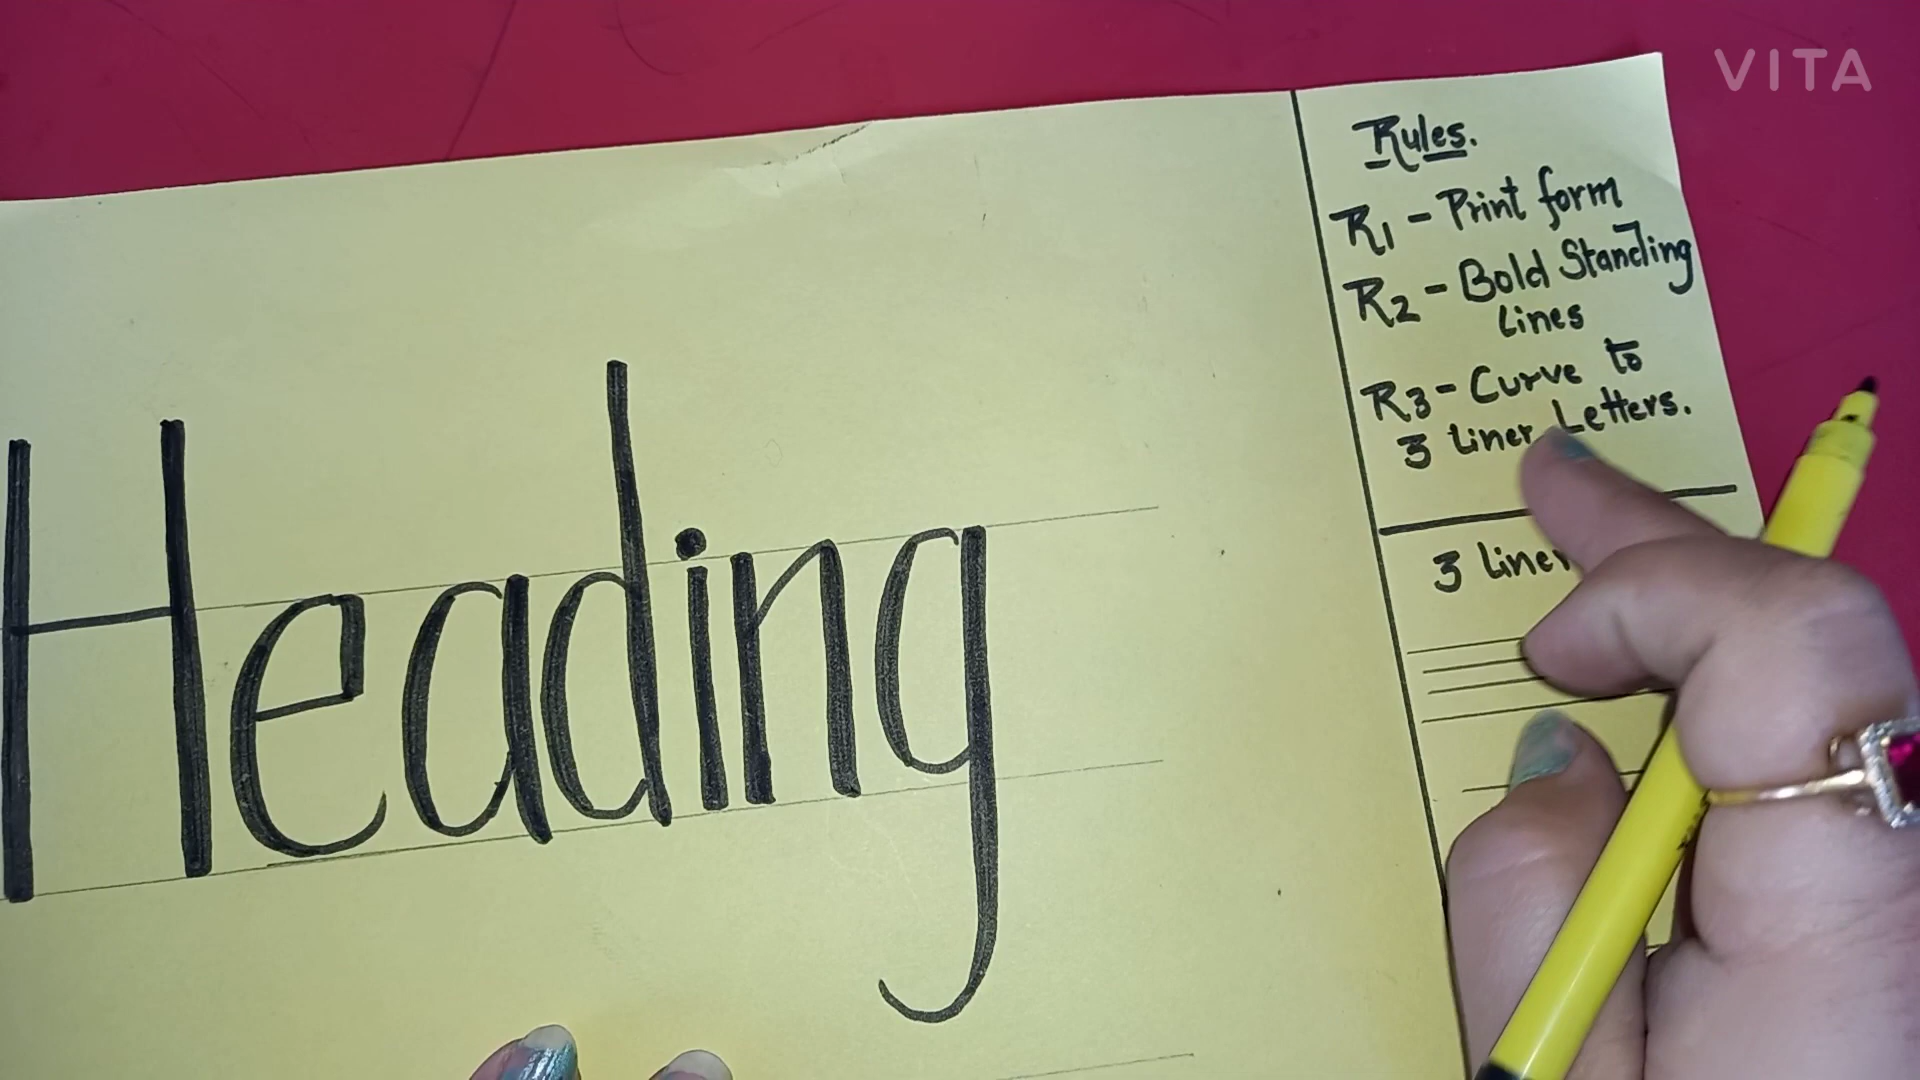 VITA
Heading
Rules.
R1 - Print form
R2 - Bold Standing
Lines
R3 - Curve to
3 Liner Letters.
3 Liner